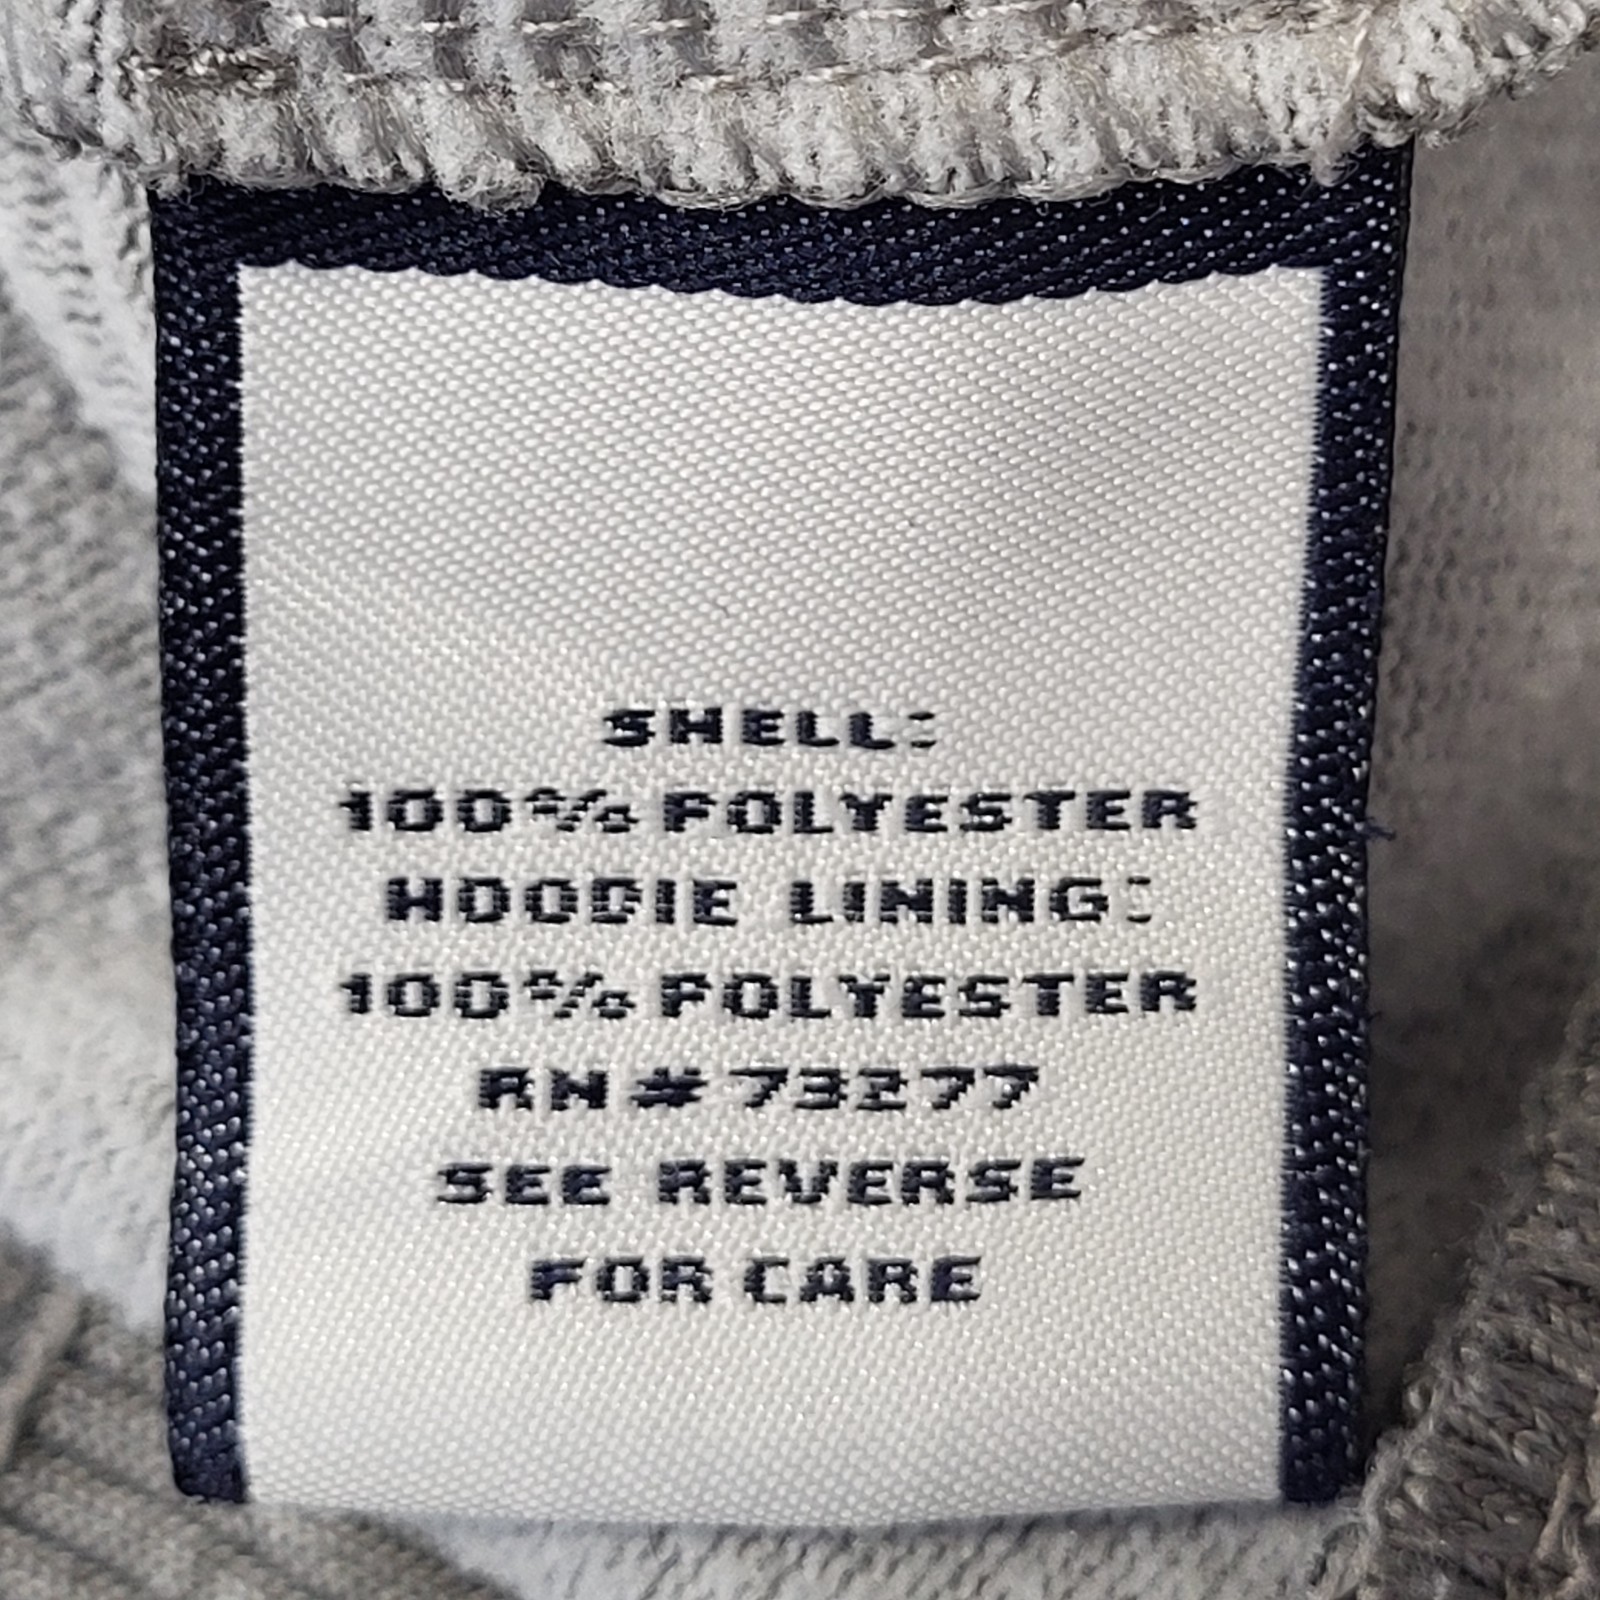 SHELL:
100% POLYESTER
HOODIE LINING:
100% POLYESTER
RN# 73277
SEE REVERSE
FOR CARE